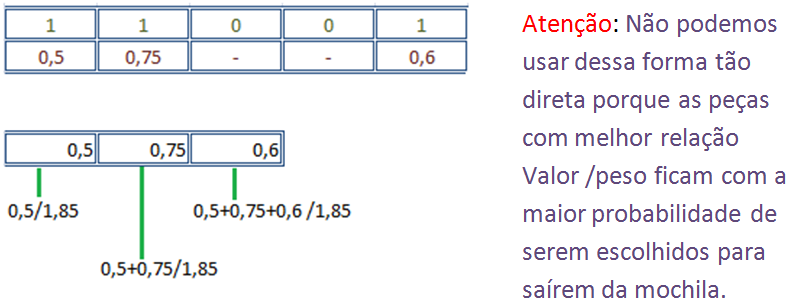 1 1 0 0 1
0,5 0,75 - - 0,6
0,5 0,75 0,6
0,5/1,85
0,5+0,75+0,6 /1,85
0,5+0,75/1,85
Atenção: Não podemos
usar dessa forma tão
direta porque as peças
com melhor relação
Valor /peso ficam com a
maior probabilidade de
serem escolhidos para
saírem da mochila.